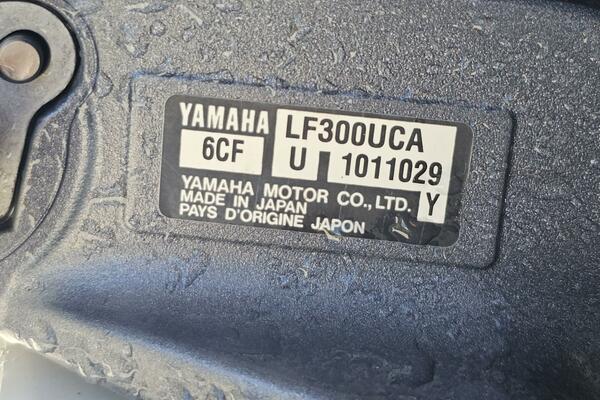 YAMAHA LF300UCA
6CF U 1011029
YAMAHA MOTOR CO.,LTD. Y
MADE IN JAPAN
PAYS D'ORIGINE JAPON